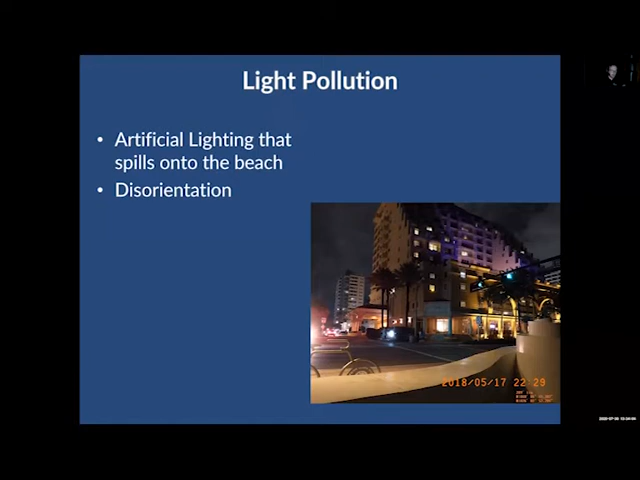 Light Pollution
• Artificial Lighting that
spills onto the beach
• Disorientation
2018/05/17 22:29